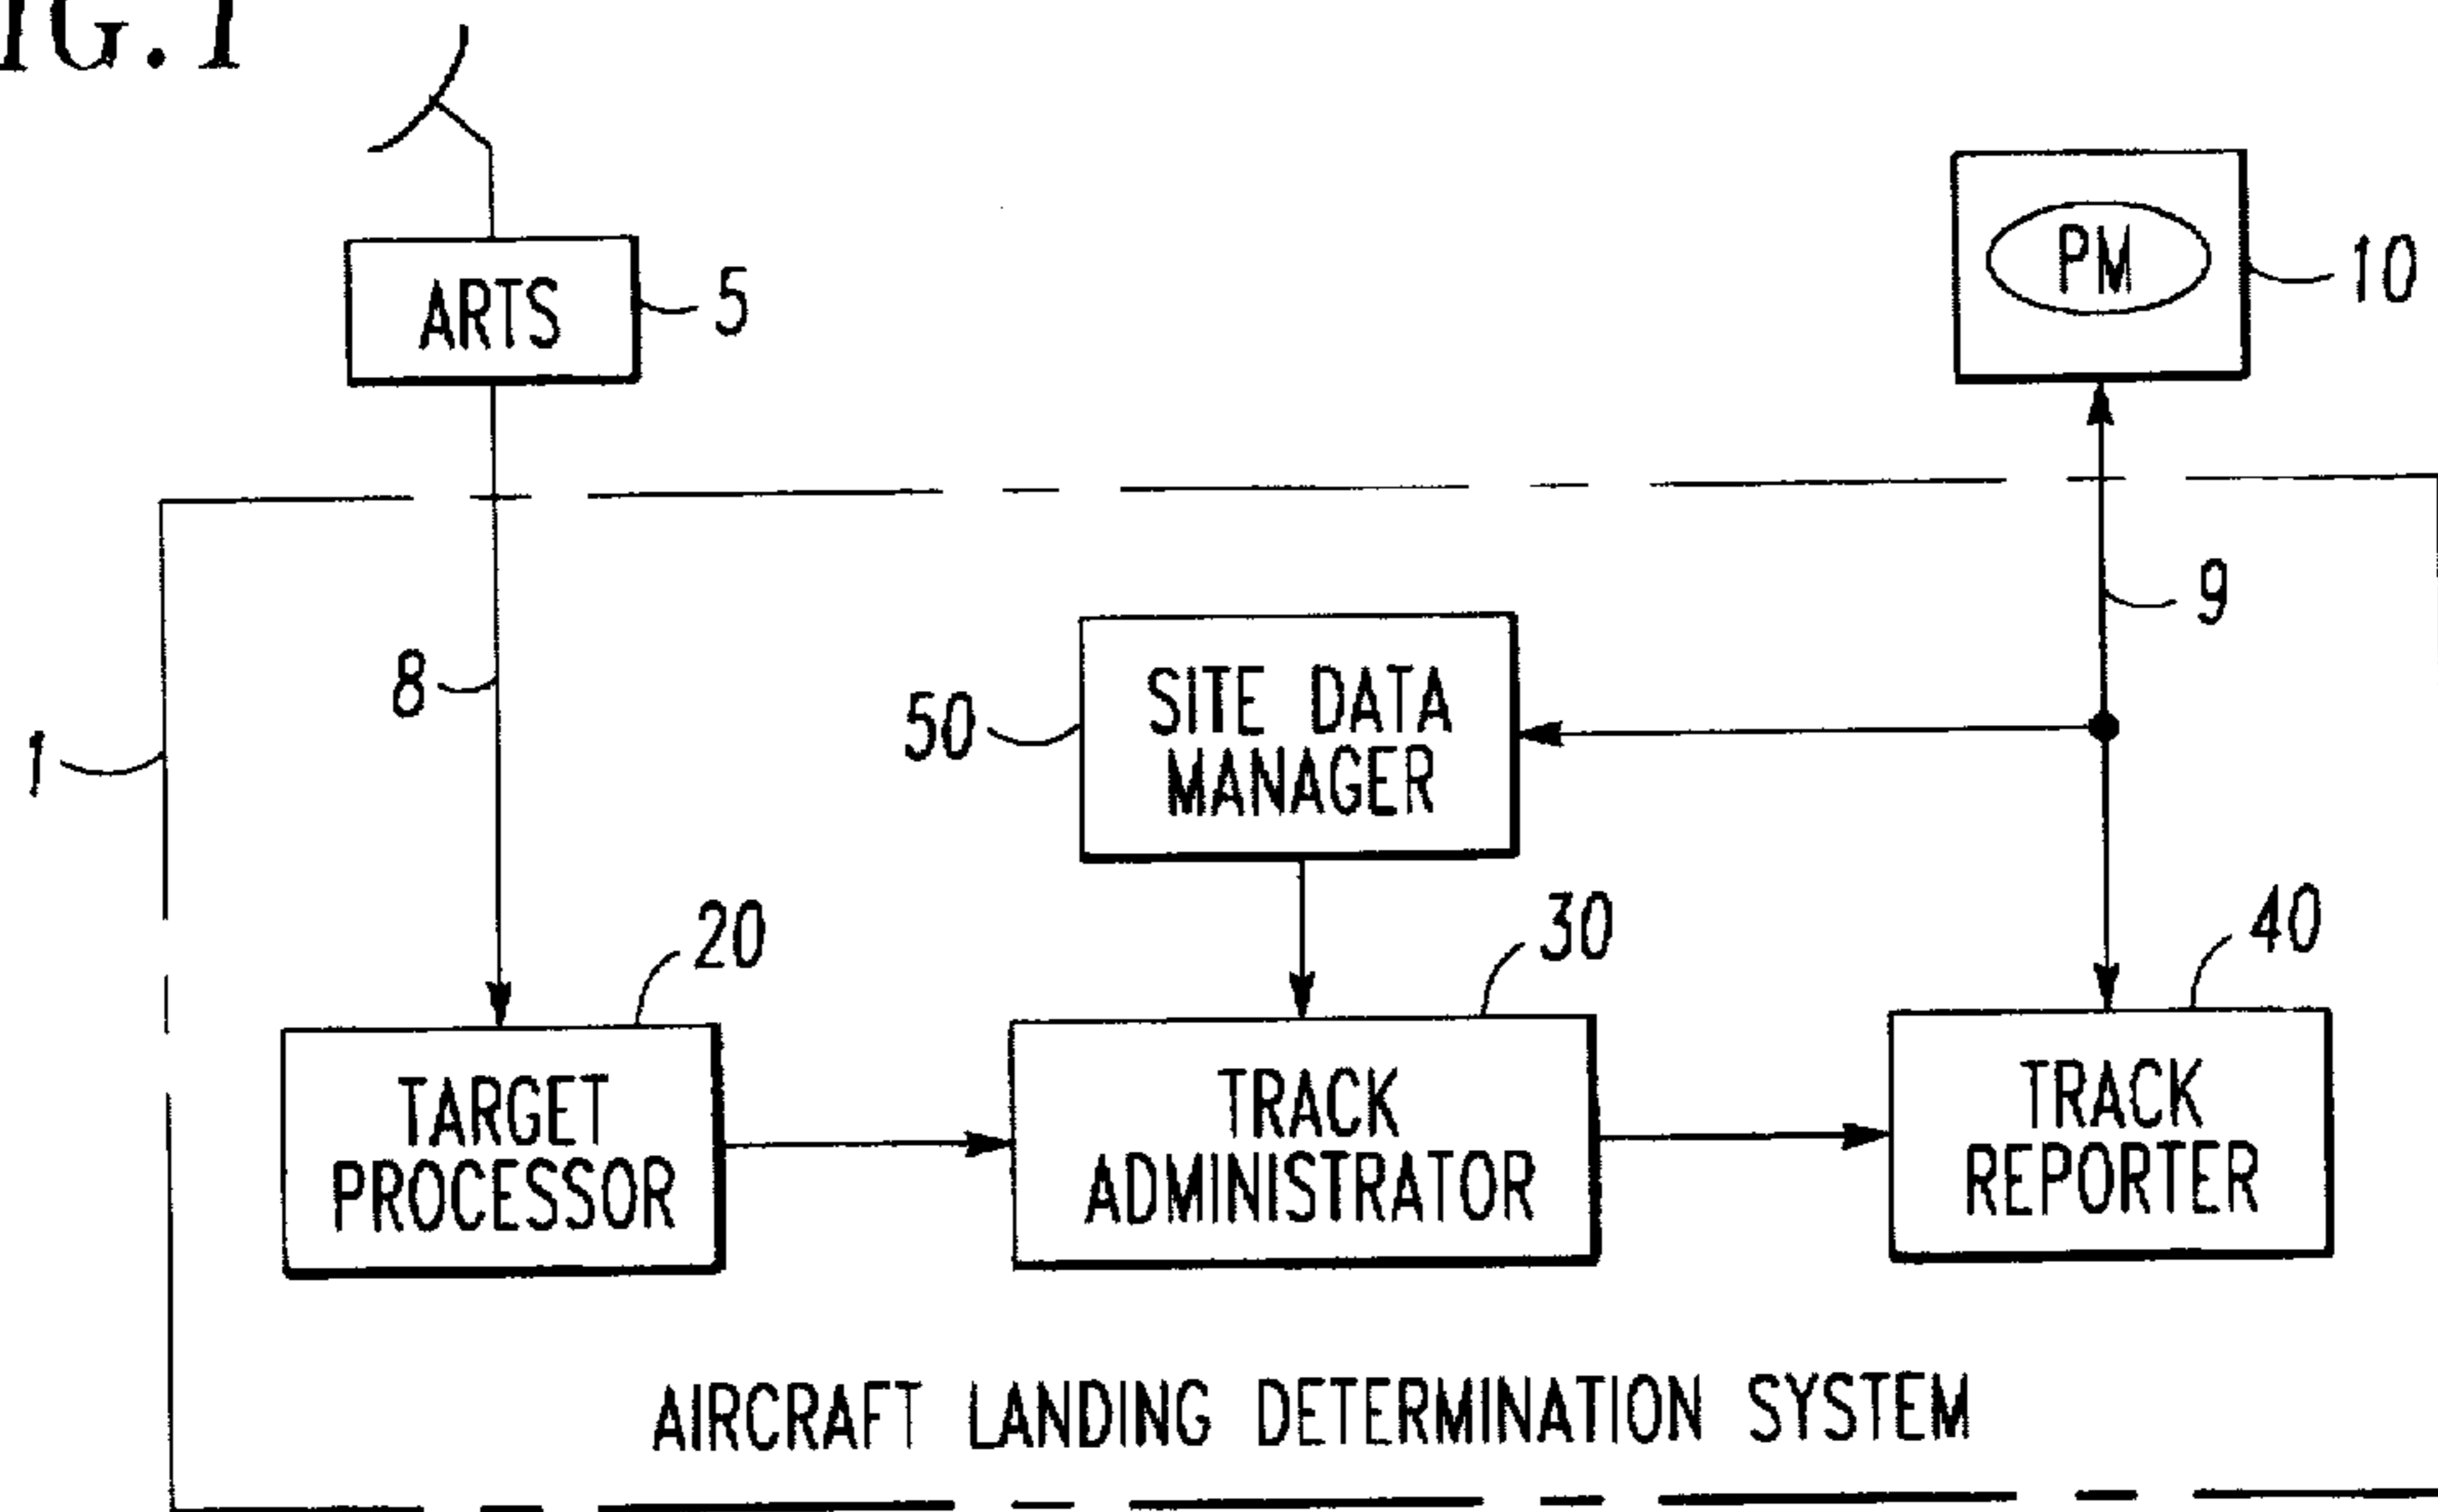 IG. 1
ARTS
5
PM
10
9
8
SITE DATA
MANAGER
50
1
20
30
40
TARGET
PROCESSOR
TRACK
ADMINISTRATOR
TRACK
REPORTER
AIRCRAFT LANDING DETERMINATION SYSTEM